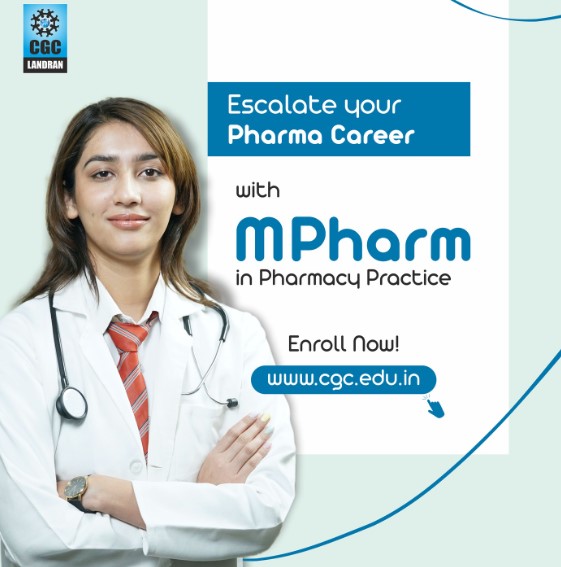 CGC
LANDRAN
Escalate your
Pharma Career
with
MPharm
in Pharmacy Practice
Enroll Now!
www.cgc.edu.in